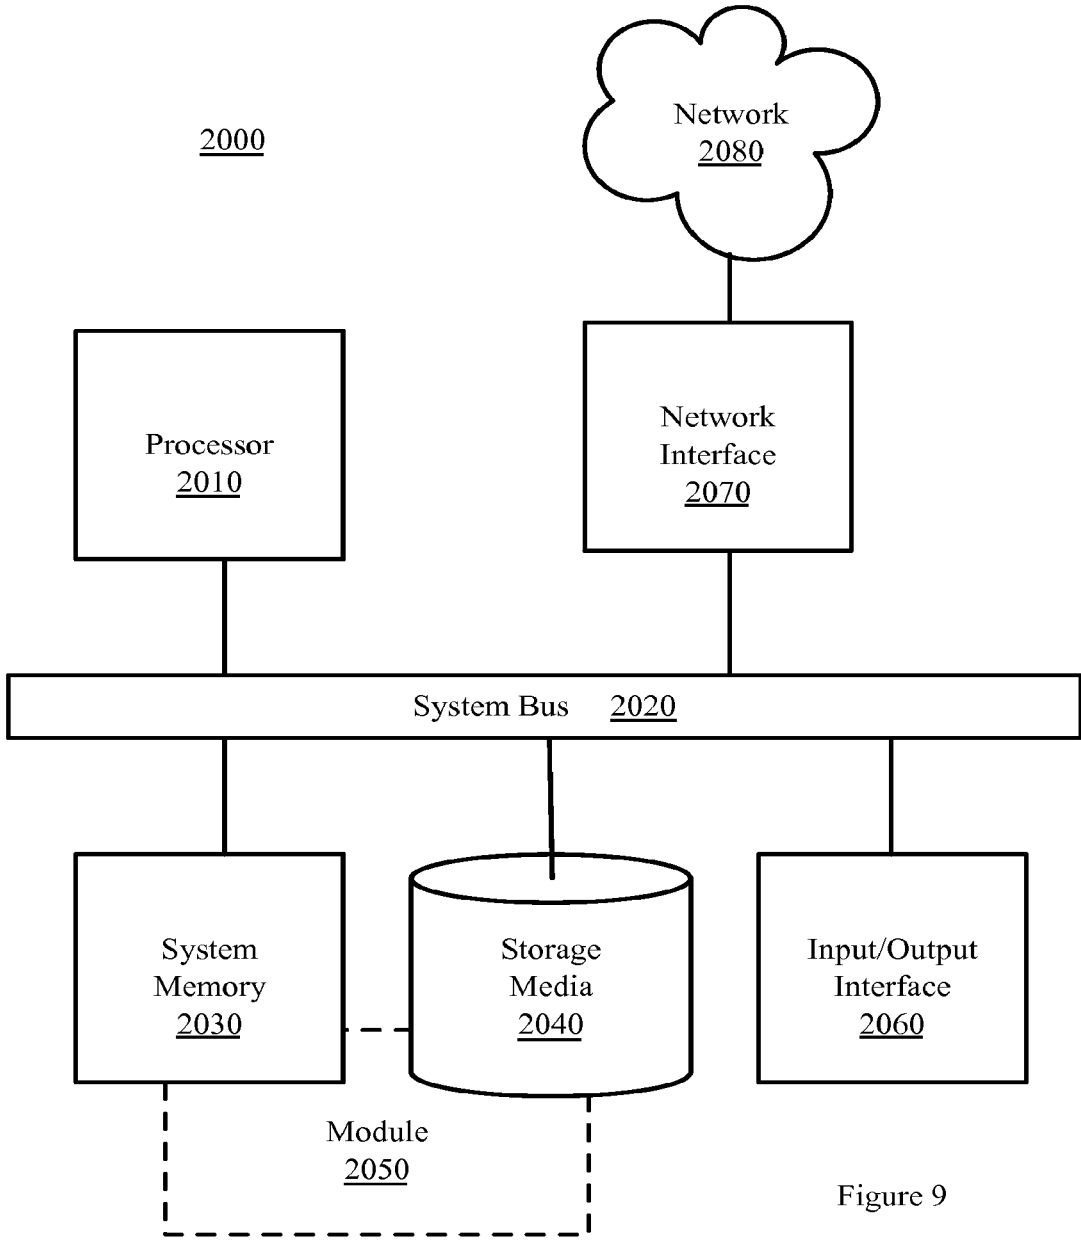 2000
Network
2080
Processor
2010
Network
Interface
2070
System Bus 2020
System
Memory
2030
Storage
Media
2040
Input/Output
Interface
2060
Module
2050
Figure 9